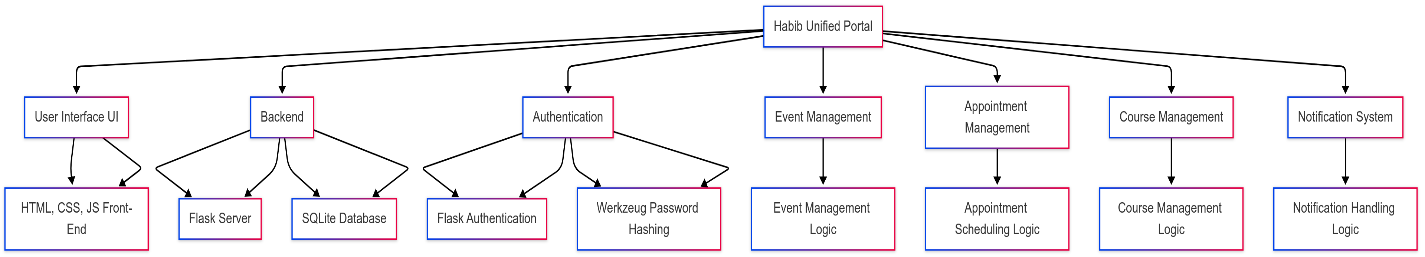 Habib Unified Portal
User Interface UI
Backend
Authentication
Event Management
Appointment
Management
Course Management
Notification System
HTML, CSS, JS Front-
End
Flask Server
SQLite Database
Flask Authentication
Werkzeug Password
Hashing
Event Management
Logic
Appointment
Scheduling Logic
Course Management
Logic
Notification Handling
Logic